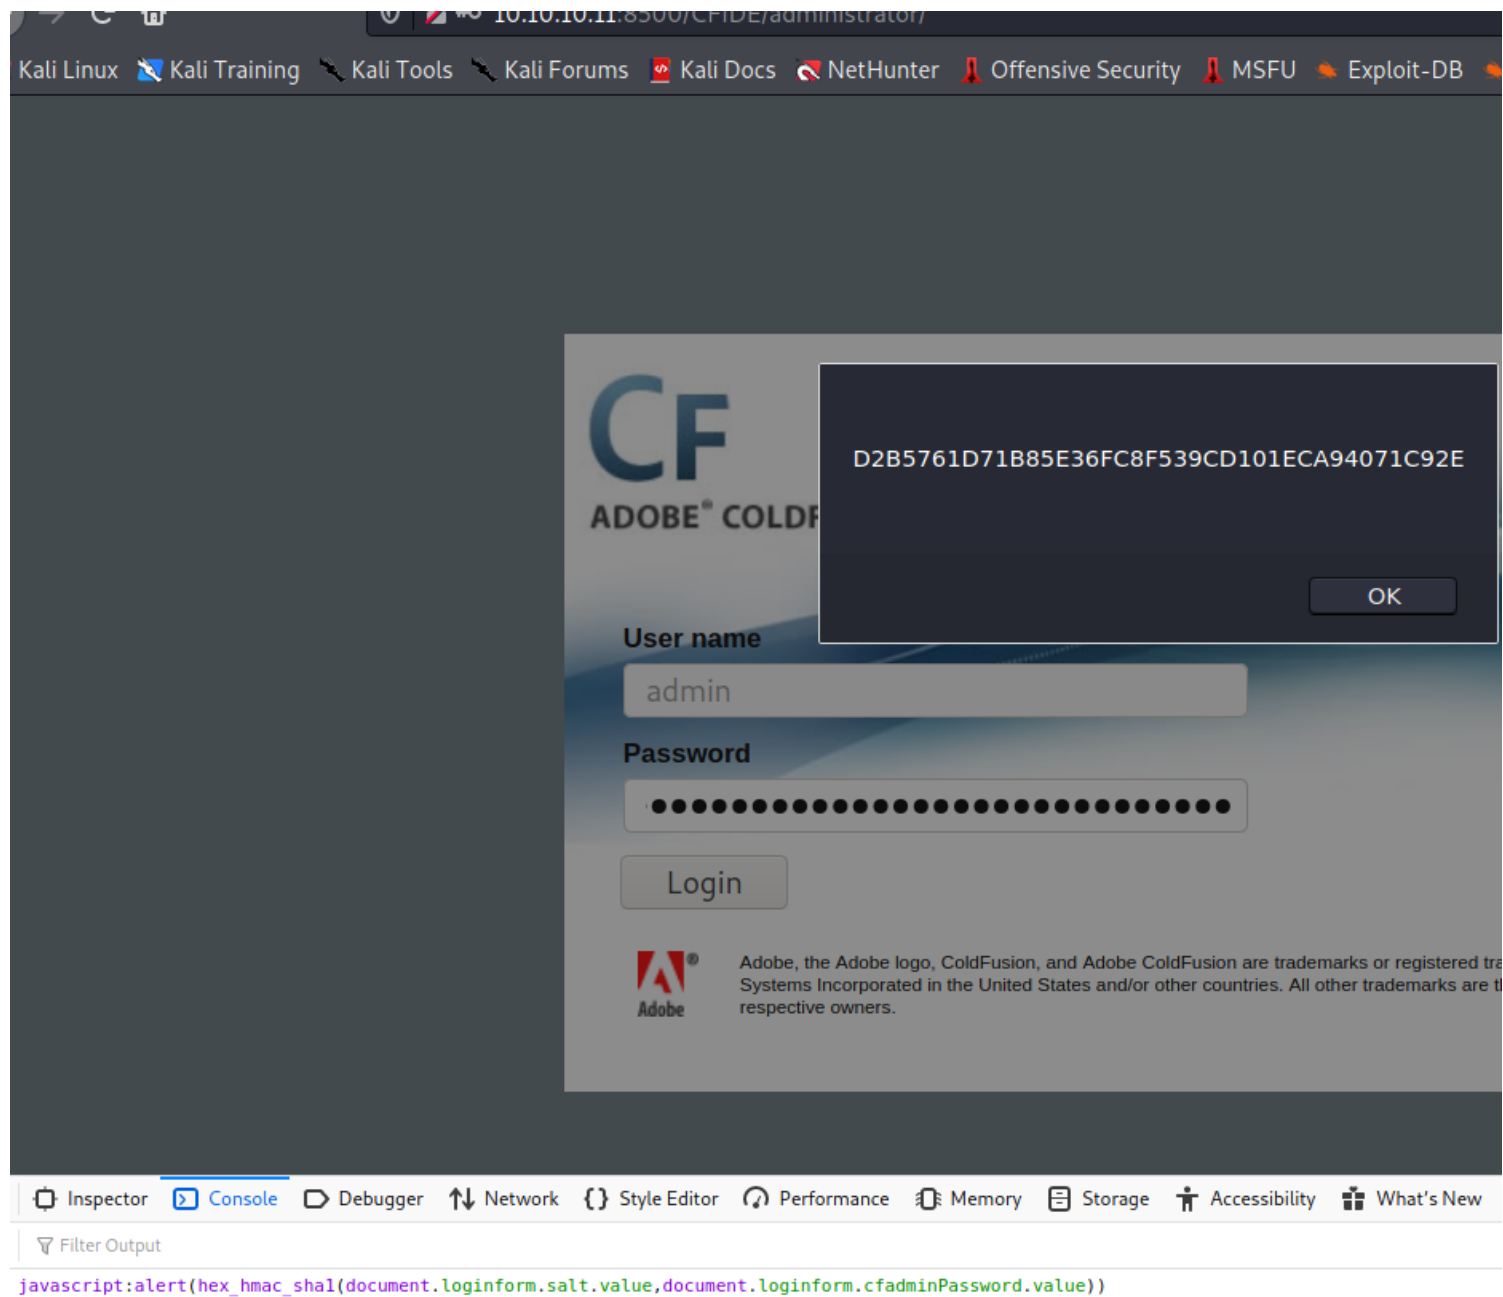 10.10.10.11:8500/CFIDE/administrator/
Kali Linux Kali Training Kali Tools Kali Forums Kali Docs NetHunter Offensive Security MSFU Exploit-DB
CF
ADOBE® COLDF
D2B5761D71B85E36FC8F539CD101ECA94071C92E
OK
User name
admin
Password
Login
Adobe, the Adobe logo, ColdFusion, and Adobe ColdFusion are trademarks or registered tra
Systems Incorporated in the United States and/or other countries. All other trademarks are th
respective owners.
Adobe
Inspector Console Debugger Network Style Editor Performance Memory Storage Accessibility What's New
Filter Output
javascript:alert(hex_hmac_sha1(document.loginform.salt.value,document.loginform.cfadminPassword.value))